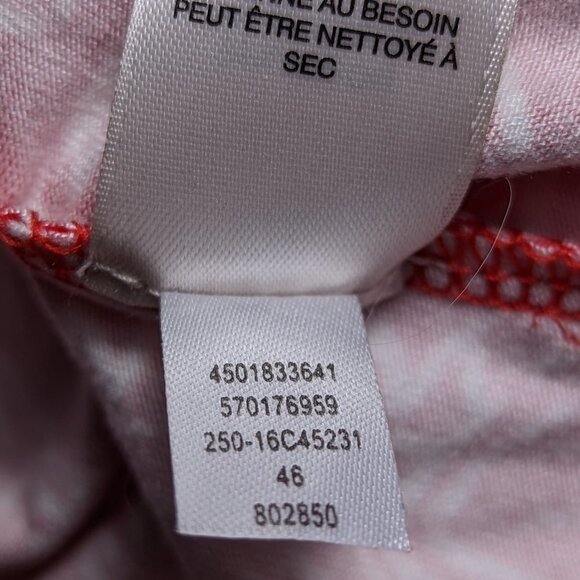 AU BESOIN
PEUT ÊTRE NETTOYÉ À
SEC
4501833641
570176959
250-16C45231
46
802850